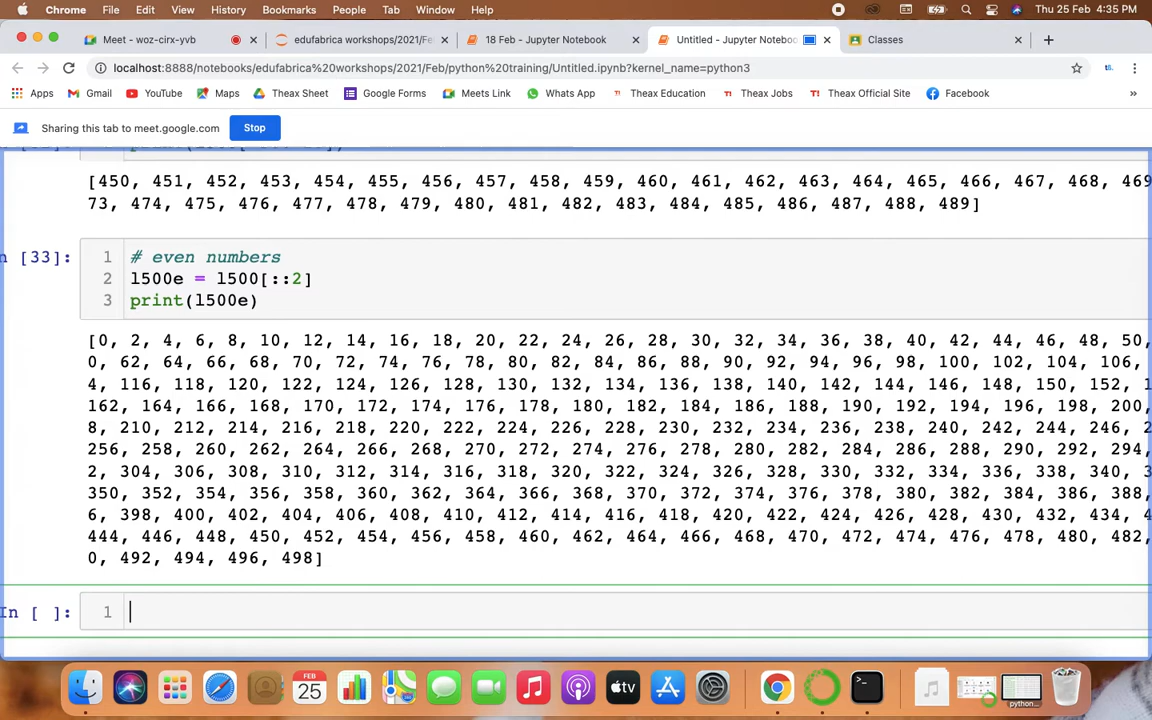 Chrome File Edit View History Bookmarks People Tab Window Help Thu 25 Feb 4:35 PM
Meet - woz-cirx-yvb edufabrica workshops/2021/Fe 18 Feb - Jupyter Notebook Untitled - Jupyter Noteboo Classes
localhost:8888/notebooks/edufabrica%20workshops/2021/Feb/python%20training/Untitled.ipynb?kernel_name=python3
Apps Gmail YouTube Maps Theax Sheet Google Forms Meets Link Whats App Theax Education Theax Jobs Theax Official Site Facebook »
Sharing this tab to meet.google.com Stop
[450, 451, 452, 453, 454, 455, 456, 457, 458, 459, 460, 461, 462, 463, 464, 465, 466, 467, 468, 469
73, 474, 475, 476, 477, 478, 479, 480, 481, 482, 483, 484, 485, 486, 487, 488, 489]
n [33]: 1 # even numbers
2 l500e = l500[::2]
3 print(l500e)
[0, 2, 4, 6, 8, 10, 12, 14, 16, 18, 20, 22, 24, 26, 28, 30, 32, 34, 36, 38, 40, 42, 44, 46, 48, 50,
0, 62, 64, 66, 68, 70, 72, 74, 76, 78, 80, 82, 84, 86, 88, 90, 92, 94, 96, 98, 100, 102, 104, 106,
4, 116, 118, 120, 122, 124, 126, 128, 130, 132, 134, 136, 138, 140, 142, 144, 146, 148, 150, 152, 1
162, 164, 166, 168, 170, 172, 174, 176, 178, 180, 182, 184, 186, 188, 190, 192, 194, 196, 198, 200,
8, 210, 212, 214, 216, 218, 220, 222, 224, 226, 228, 230, 232, 234, 236, 238, 240, 242, 244, 246, 2
256, 258, 260, 262, 264, 266, 268, 270, 272, 274, 276, 278, 280, 282, 284, 286, 288, 290, 292, 294,
2, 304, 306, 308, 310, 312, 314, 316, 318, 320, 322, 324, 326, 328, 330, 332, 334, 336, 338, 340, 3
350, 352, 354, 356, 358, 360, 362, 364, 366, 368, 370, 372, 374, 376, 378, 380, 382, 384, 386, 388,
6, 398, 400, 402, 404, 406, 408, 410, 412, 414, 416, 418, 420, 422, 424, 426, 428, 430, 432, 434, 4
444, 446, 448, 450, 452, 454, 456, 458, 460, 462, 464, 466, 468, 470, 472, 474, 476, 478, 480, 482,
0, 492, 494, 496, 498]
In [ ]: 1
FEB
25
tv
python...